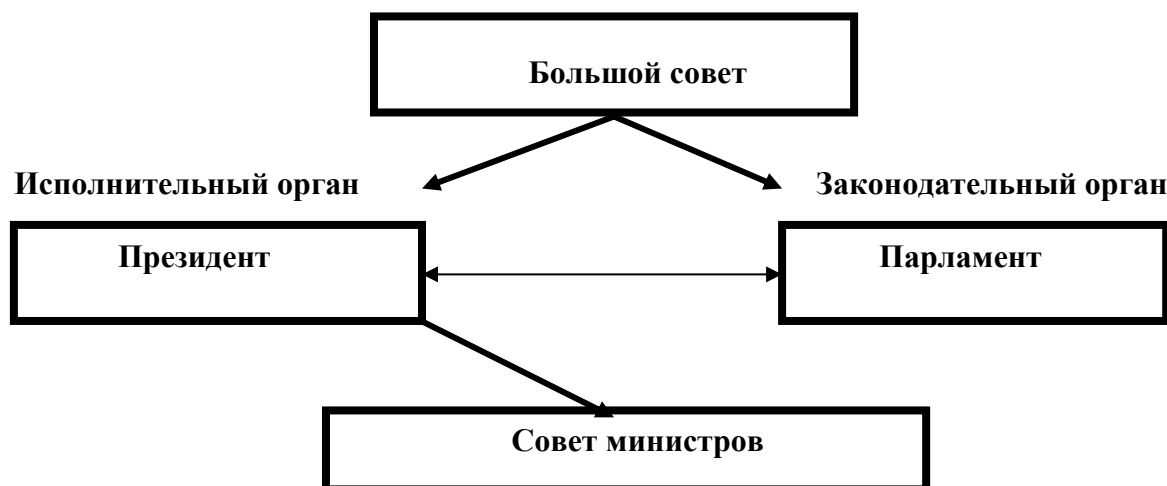 Большой совет
Исполнительный орган
Законодательный орган
Президент
Парламент
Совет министров